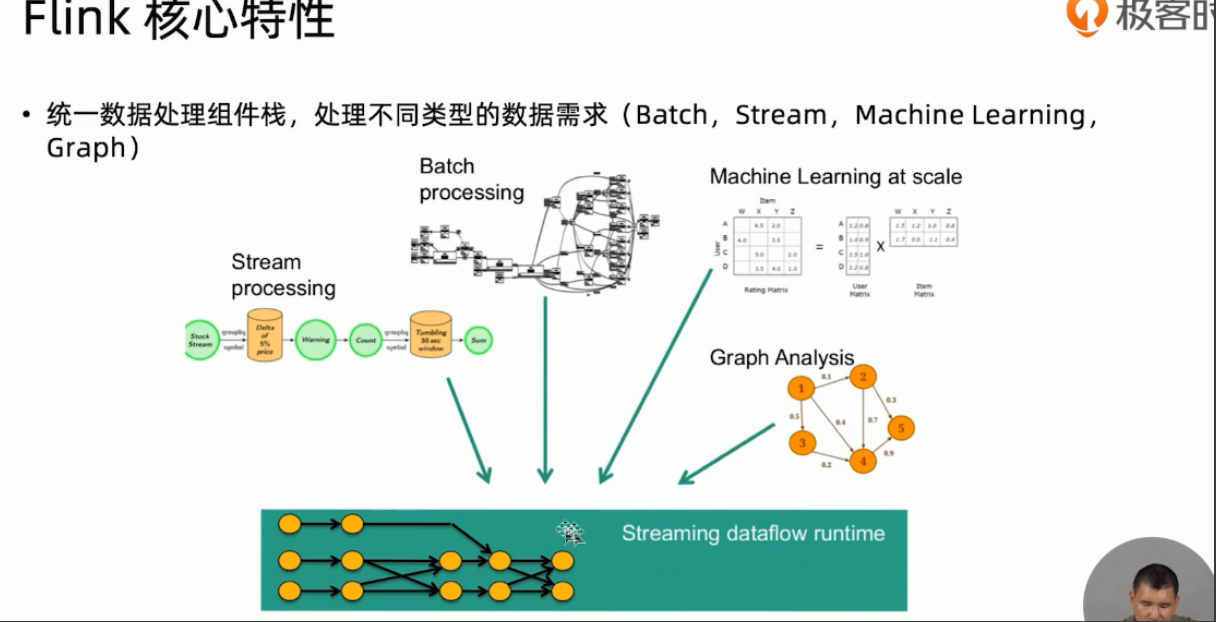 Flink 核心特性
极客时
• 统一数据处理组件栈，处理不同类型的数据需求（Batch，Stream，Machine Learning，
Graph）
Batch
processing
Machine Learning at scale
Item
W X Y Z
A 4.5 2.0
B 4.0 3.5
C 5.0 2.0
D 3.5 4.0 1.0
User
Rating Matrix
=
A 1.2 0.8
B 1.4 0.9
C 1.5 1.0
D 1.2 0.8
User
Matrix
X
W X Y Z
1.5 1.2 1.0 0.8
1.7 0.6 1.1 0.4
Item
Matrix
Stream
processing
Stock
Stream
groupby
symbol
Delta
of
5%
price
Warning
Count
groupby
symbol
Tumbling
30 sec
window
Sum
Graph Analysis
1
2
3
4
5
0.1
0.3
0.5
0.4
0.7
0.2
0.9
Streaming dataflow runtime